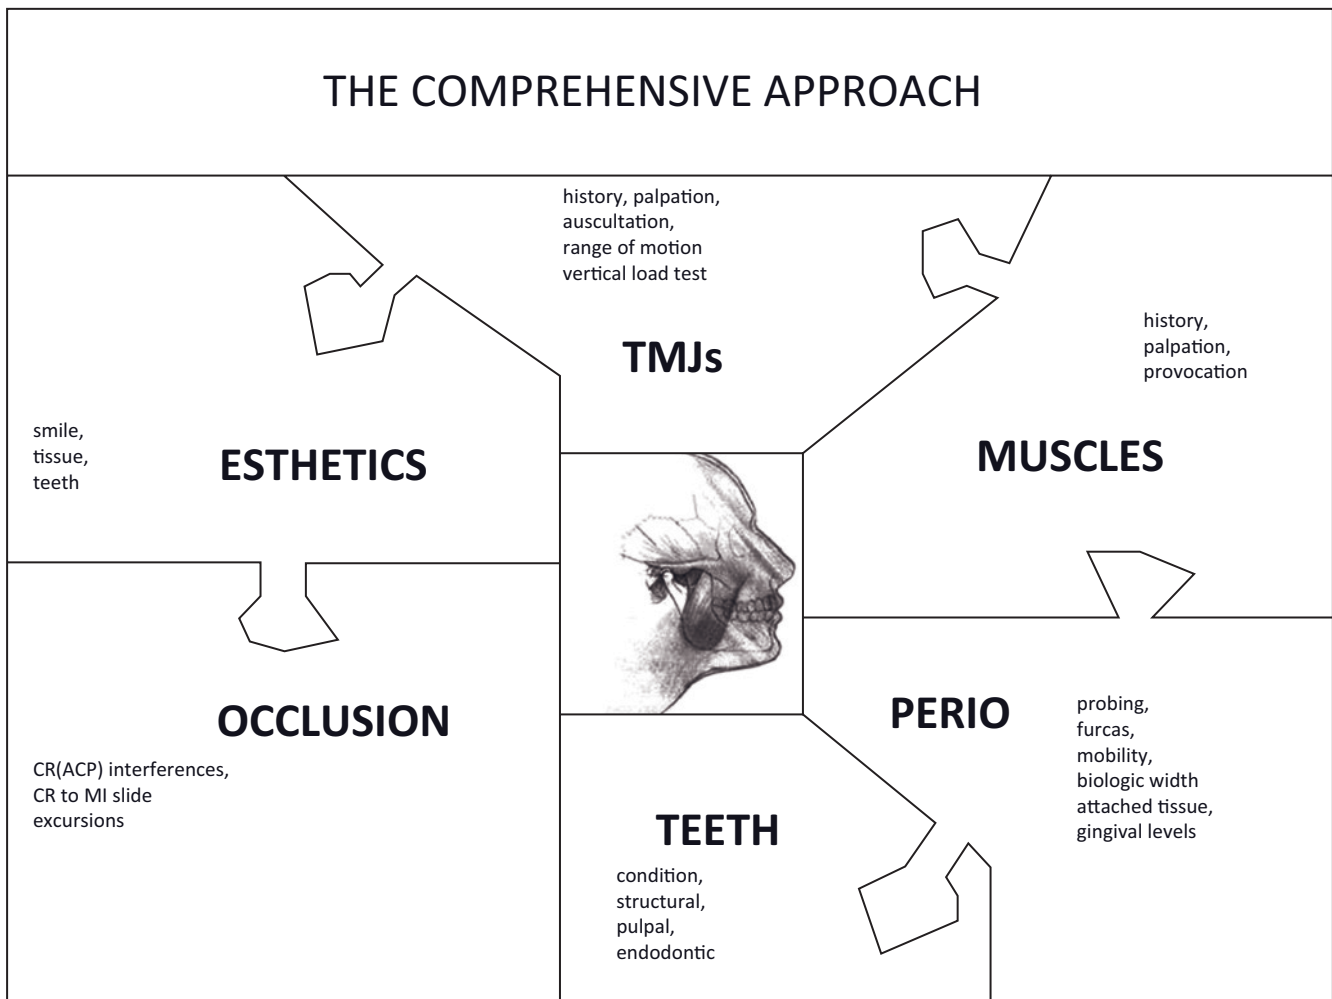 THE COMPREHENSIVE APPROACH
history, palpation,
auscultation,
range of motion
vertical load test
TMJs
history,
palpation,
provocation
MUSCLES
smile,
tissue,
teeth
ESTHETICS
OCCLUSION
CR(ACP) interferences,
CR to MI slide
excursions
PERIO
probing,
furcas,
mobility,
biologic width
attached tissue,
gingival levels
TEETH
condition,
structural,
pulpal,
endodontic